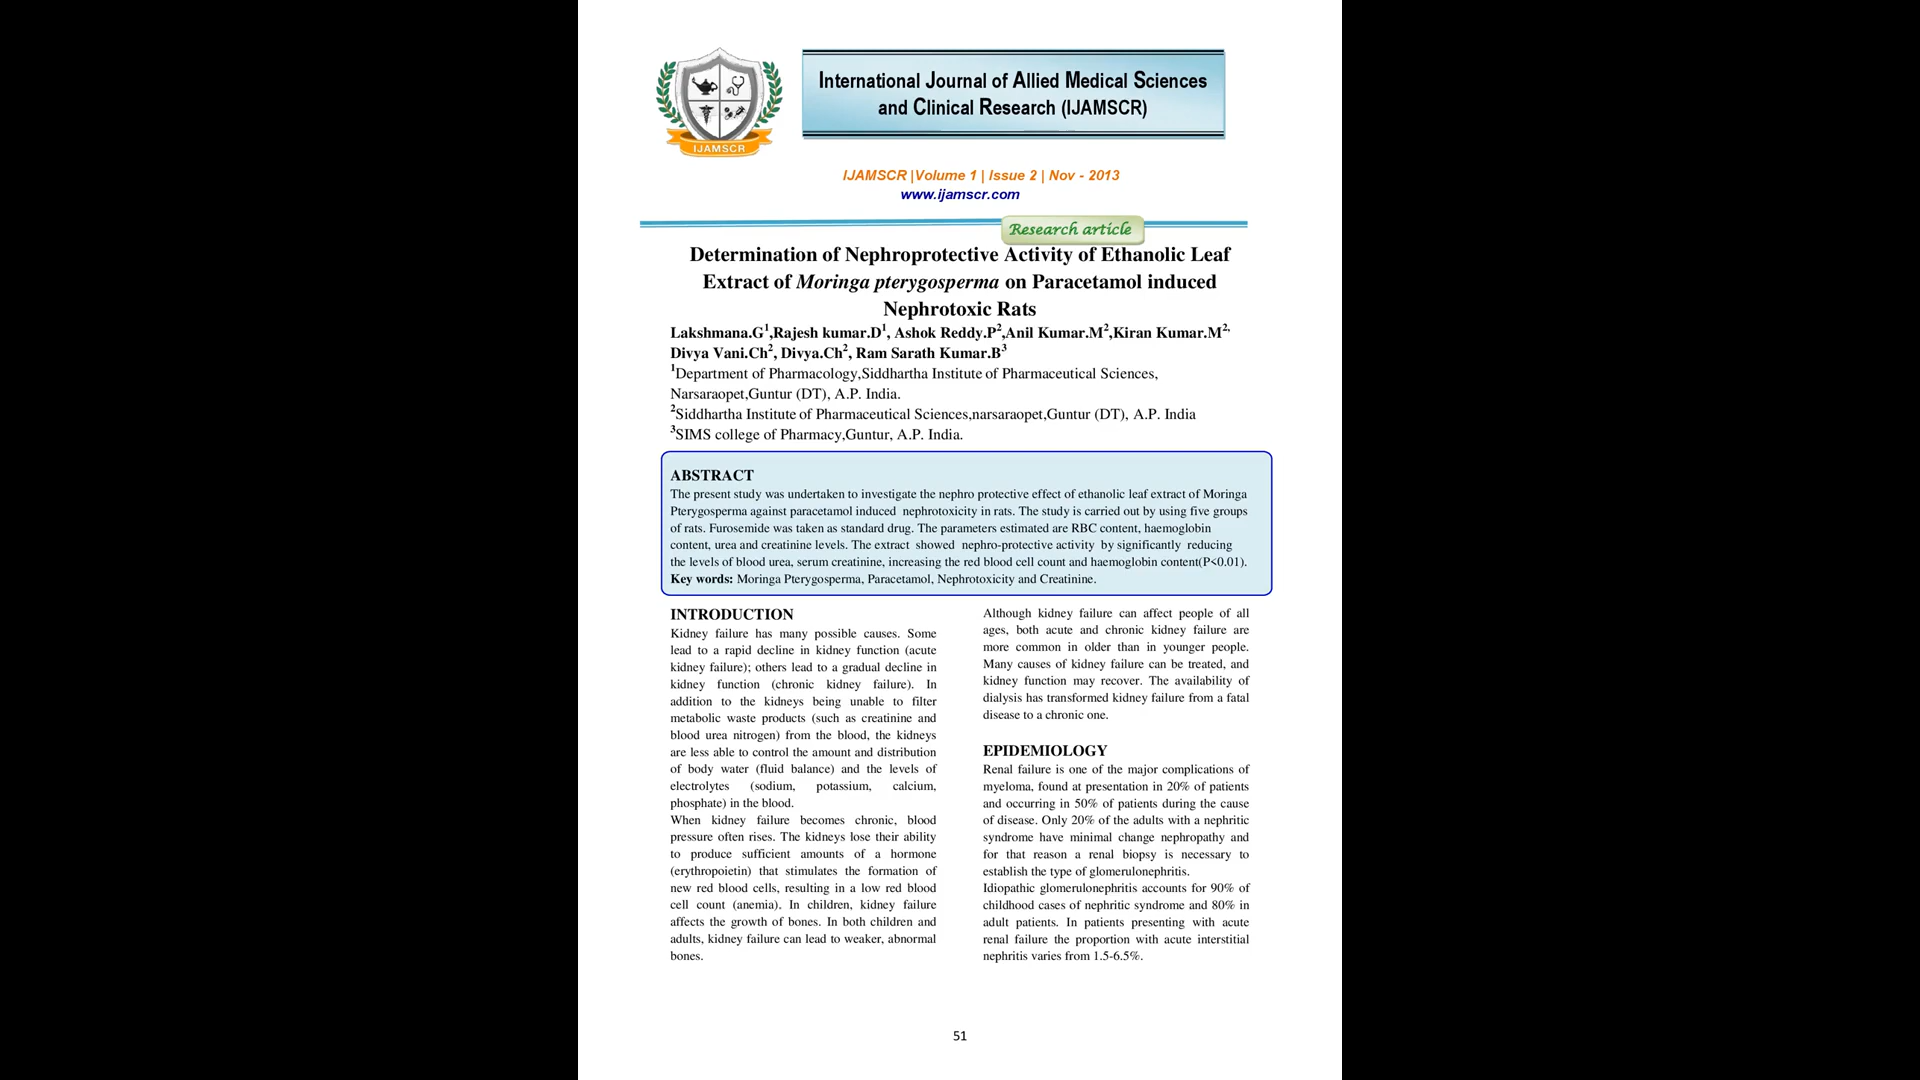 IJAMSCR
International Journal of Allied Medical Sciences
and Clinical Research (IJAMSCR)
IJAMSCR |Volume 1 | Issue 2 | Nov - 2013
www.ijamscr.com
Research article
Determination of Nephroprotective Activity of Ethanolic Leaf
Extract of Moringa pterygosperma on Paracetamol induced
Nephrotoxic Rats
Lakshmana.G1,Rajesh kumar.D1, Ashok Reddy.P2,Anil Kumar.M2,Kiran Kumar.M2,
Divya Vani.Ch2, Divya.Ch2, Ram Sarath Kumar.B3
1Department of Pharmacology,Siddhartha Institute of Pharmaceutical Sciences,
Narsaraopet,Guntur (DT), A.P. India.
2Siddhartha Institute of Pharmaceutical Sciences,narsaraopet,Guntur (DT), A.P. India
3SIMS college of Pharmacy,Guntur, A.P. India.
ABSTRACT
The present study was undertaken to investigate the nephro protective effect of ethanolic leaf extract of Moringa
Pterygosperma against paracetamol induced nephrotoxicity in rats. The study is carried out by using five groups
of rats. Furosemide was taken as standard drug. The parameters estimated are RBC content, haemoglobin
content, urea and creatinine levels. The extract showed nephro-protective activity by significantly reducing
the levels of blood urea, serum creatinine, increasing the red blood cell count and haemoglobin content(P<0.01).
Key words: Moringa Pterygosperma, Paracetamol, Nephrotoxicity and Creatinine.
INTRODUCTION
Kidney failure has many possible causes. Some
lead to a rapid decline in kidney function (acute
kidney failure); others lead to a gradual decline in
kidney function (chronic kidney failure). In
addition to the kidneys being unable to filter
metabolic waste products (such as creatinine and
blood urea nitrogen) from the blood, the kidneys
are less able to control the amount and distribution
of body water (fluid balance) and the levels of
electrolytes (sodium, potassium, calcium,
phosphate) in the blood.
When kidney failure becomes chronic, blood
pressure often rises. The kidneys lose their ability
to produce sufficient amounts of a hormone
(erythropoietin) that stimulates the formation of
new red blood cells, resulting in a low red blood
cell count (anemia). In children, kidney failure
affects the growth of bones. In both children and
adults, kidney failure can lead to weaker, abnormal
bones.
Although kidney failure can affect people of all
ages, both acute and chronic kidney failure are
more common in older than in younger people.
Many causes of kidney failure can be treated, and
kidney function may recover. The availability of
dialysis has transformed kidney failure from a fatal
disease to a chronic one.
EPIDEMIOLOGY
Renal failure is one of the major complications of
myeloma, found at presentation in 20% of patients
and occurring in 50% of patients during the cause
of disease. Only 20% of the adults with a nephritic
syndrome have minimal change nephropathy and
for that reason a renal biopsy is necessary to
establish the type of glomerulonephritis.
Idiopathic glomerulonephritis accounts for 90% of
childhood cases of nephritic syndrome and 80% in
adult patients. In patients presenting with acute
renal failure the proportion with acute interstitial
nephritis varies from 1.5-6.5%.
51